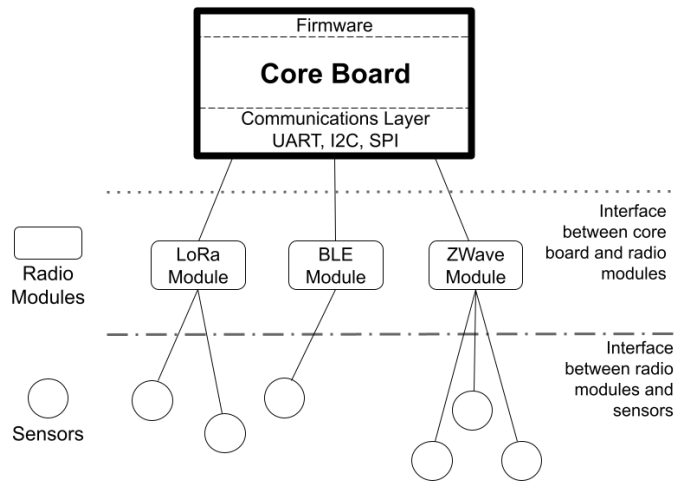 Firmware
Core Board
Communications Layer
UART, I2C, SPI
Interface
between core
board and radio
modules
LoRa
Module
BLE
Module
ZWave
Module
Radio
Modules
Interface
between radio
modules and
sensors
Sensors